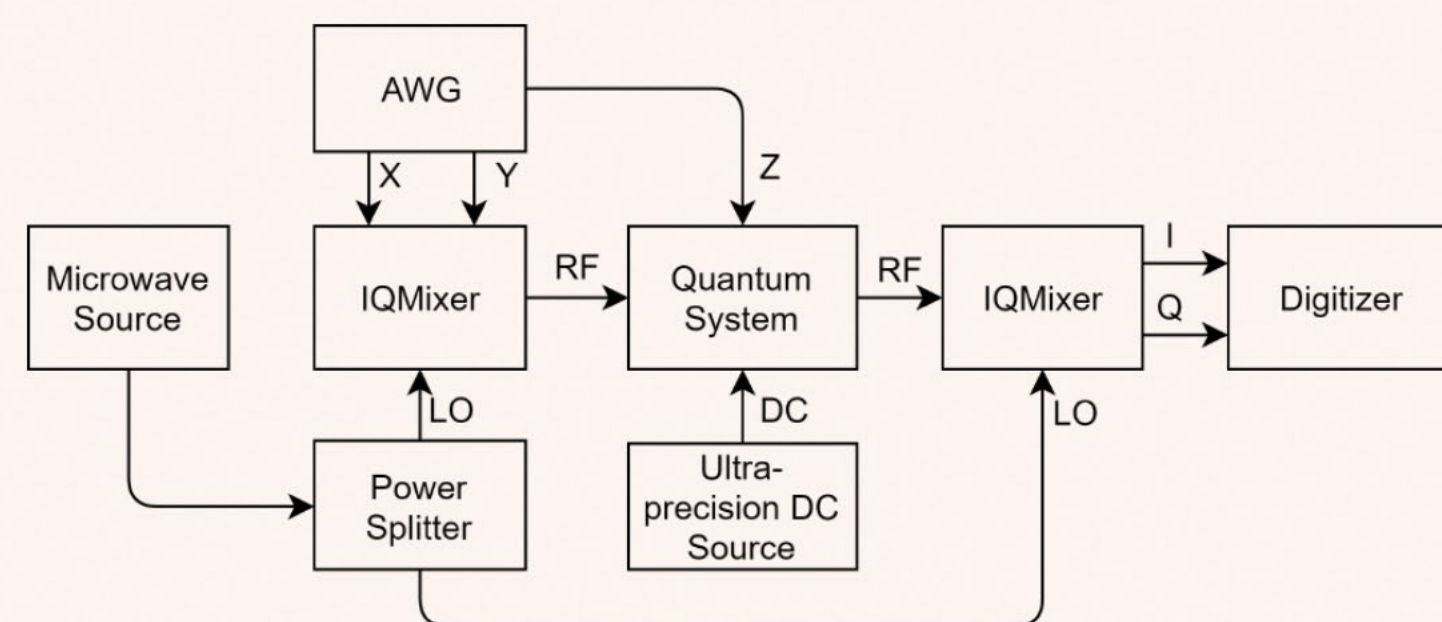 AWG
X
Y
Z
Microwave
Source
IQMixer
RF
Quantum
System
RF
IQMixer
I
Q
Digitizer
LO
DC
LO
Power
Splitter
Ultra-
precision DC
Source